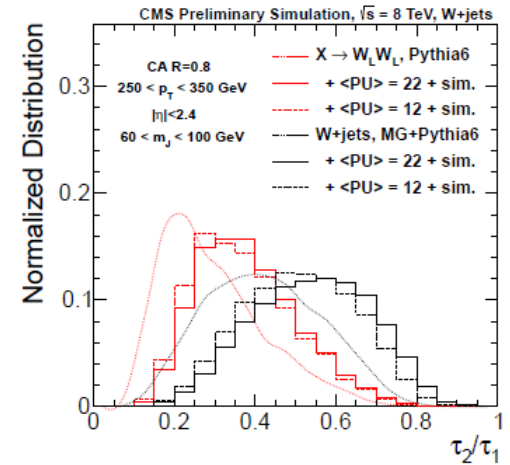 CMS Preliminary Simulation, √s = 8 TeV, W+jets
CA R=0.8
250 < p_T < 350 GeV
|η|<2.4
60 < m_J < 100 GeV
X → W_L W_L, Pythia6
+ <PU> = 22 + sim.
+ <PU> = 12 + sim.
W+jets, MG+Pythia6
+ <PU> = 22 + sim.
+ <PU> = 12 + sim.
Normalized Distribution
0.3
0.2
0.1
0
0 0.2 0.4 0.6 0.8 1
τ_2/τ_1